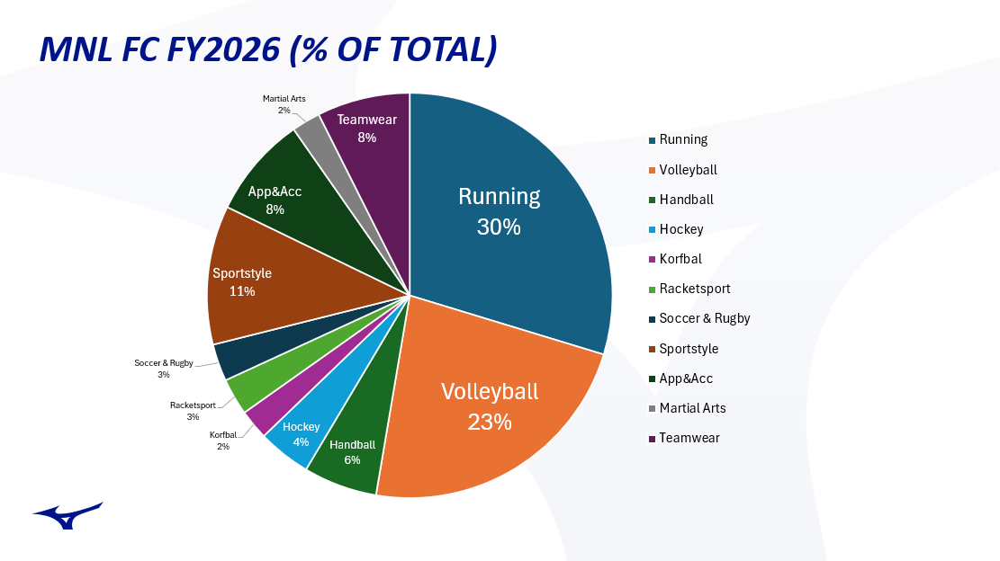 MNL FC FY2026 (% OF TOTAL)
Martial Arts
2%
Teamwear
8%
Running
30%
App&Acc
8%
Sportstyle
11%
Soccer & Rugby
3%
Racketsport
3%
Korfbal
2%
Hockey
4%
Handball
6%
Volleyball
23%
Running
Volleyball
Handball
Hockey
Korfbal
Racketsport
Soccer & Rugby
Sportstyle
App&Acc
Martial Arts
Teamwear